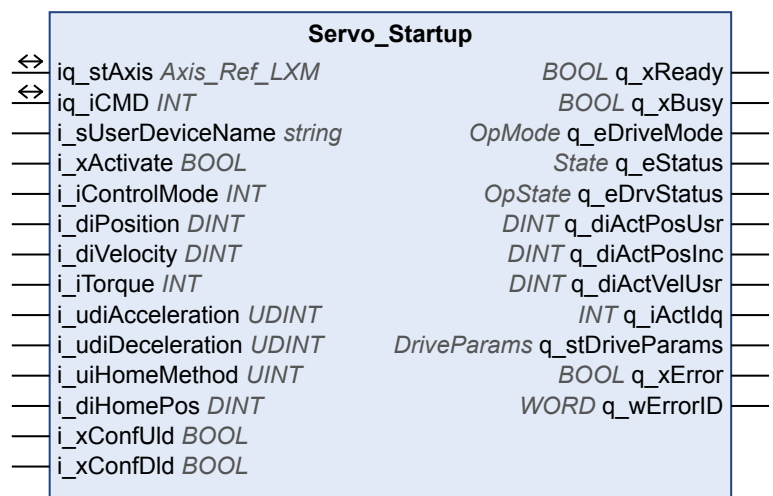 Servo_Startup
iq_stAxis Axis_Ref_LXM BOOL q_xReady
iq_iCMD INT BOOL q_xBusy
i_sUserDeviceName string OpMode q_eDriveMode
i_xActivate BOOL State q_eStatus
i_iControlMode INT OpState q_eDrvStatus
i_diPosition DINT DINT q_diActPosUsr
i_diVelocity DINT DINT q_diActPosInc
i_iTorque INT DINT q_diActVelUsr
i_udiAcceleration UDINT INT q_iActIdq
i_udiDeceleration UDINT DriveParams q_stDriveParams
i_uiHomeMethod UINT BOOL q_xError
i_diHomePos DINT WORD q_wErrorID
i_xConfUld BOOL
i_xConfDld BOOL